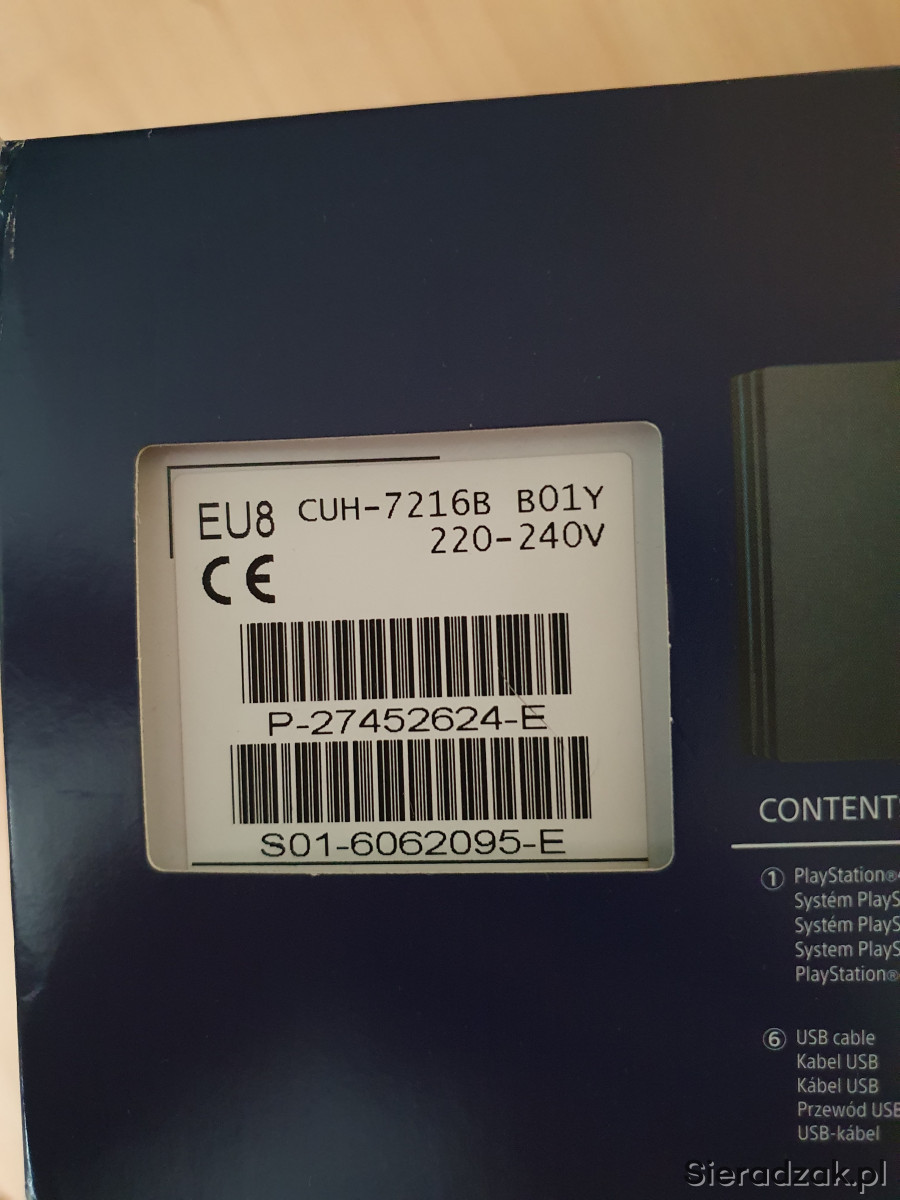 EU8 CUH-7216B B01Y
220-240V
CE
P-27452624-E
S01-6062095-E
CONTENT
① PlayStation®
Systém PlayS
Systém PlayS
System PlayS
PlayStation®
⑥ USB cable
Kabel USB
Kábel USB
Przewód USB
USB-kábel
Sieradzak.pl